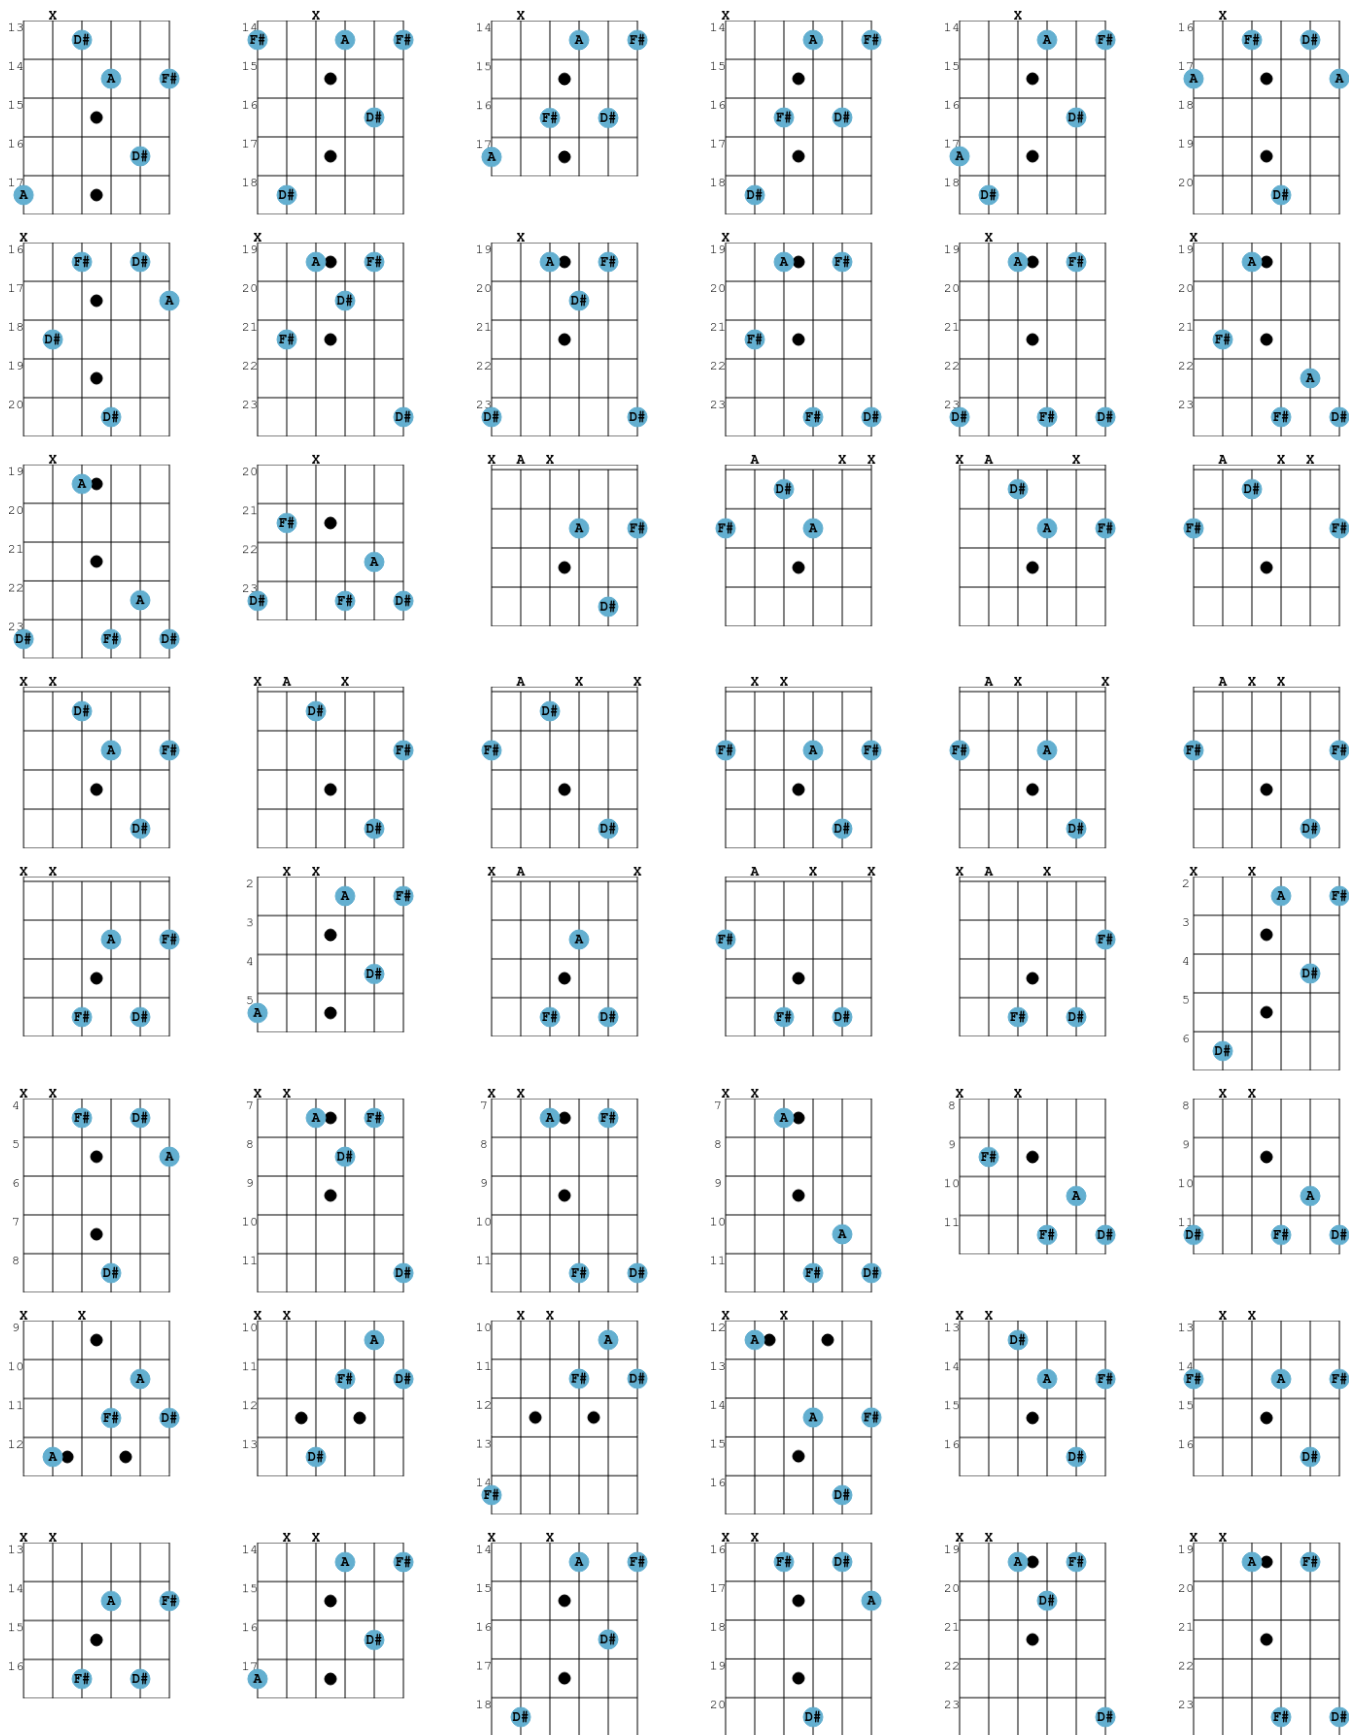 X X X X X X
13 14 14 14 14 16
D# F# A F# A F# A F# A F# F# D#
14 15 15 15 15 17
A F# A A
15 16 16 16 16 18
D# F# D# F# D# D#
16 17 17 17 17 19
D# A A
17 18 18 18 20
A D# D# D# D#
X X X X X X
16 19 19 19 19 19
F# D# A F# A F# A F# A F# A
17 20 20 20 20 20
A D# D#
18 21 21 21 21 21
D# F# F# F#
19 22 22 22 22 22
A
20 23 23 23 23 23
D# D# D# D# F# D# D# F# D# F# D#
X X X A X A X X X A X A X X
19 20
A D# D# D#
20 21
F# A F# F# A A F# F# F#
21 22
A
22 23
A D# F# D# D#
23
D# F# D#
X X X A X A X X X X A X X A X X
D# D# D#
A F# F# F# F# A F# F# A F# F#
D# D# D# D# D# D#
X X X X X A X A X X X A X X X
2 2
A F# A F#
3 3
A F# A F# F#
4 4
D# D#
5 5
F# D# A F# D# F# D# F# D#
6
D#
X X X X X X X X X X X X
4 7 7 7 8 8
F# D# A F# A F# A
5 8 8 8 9 9
A D# F#
6 9 9 9 10 10
A A
7 10 10 10 11 11
A F# D# D# F# D#
8 11 11 11
D# D# F# D# F# D#
X X X X X X X X X X X X
9 10 10 12 13 13
A A A D#
10 11 11 13 14 14
A F# D# F# D# A F# F# A F#
11 12 12 14 15 15
F# D# A F#
12 13 13 15 16 16
A D# D# D#
14 16
F# D#
X X X X X X X X X X X X
13 14 14 16 19 19
A F# A F# F# D# A F# A F#
14 15 15 17 20 20
A F# A D#
15 16 16 18 21 21
D# D#
16 17 17 19 22 22
F# D# A
18 20 23 23
D# D# D# F# D#